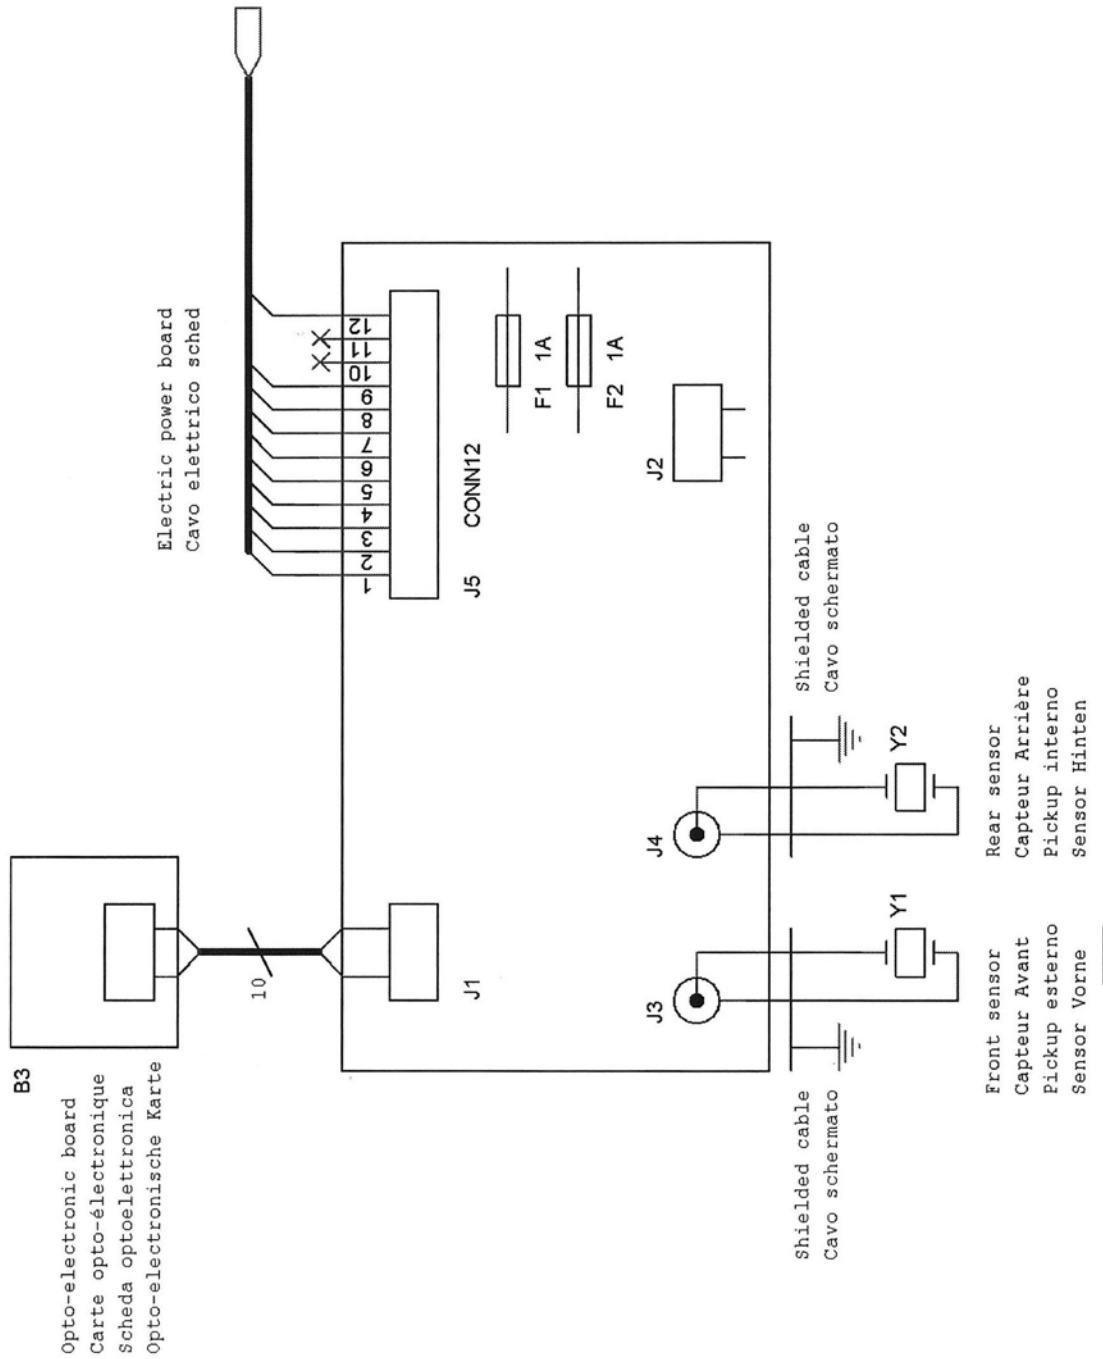 B3
Opto-electronic board
Carte opto-électronique
Scheda optoelettronica
Opto-electronische Karte
10
J1
Electric power board
Cavo elettrico sched
1 2 3 4 5 6 7 8 9 10 11 12
J5 CONN12
F1 1A
F2 1A
J2
J3
J4
Shielded cable
Cavo schermato
Shielded cable
Cavo schermato
Y1
Y2
Front sensor
Capteur Avant
Pickup esterno
Sensor Vorne
Rear sensor
Capteur Arrière
Pickup interno
Sensor Hinten